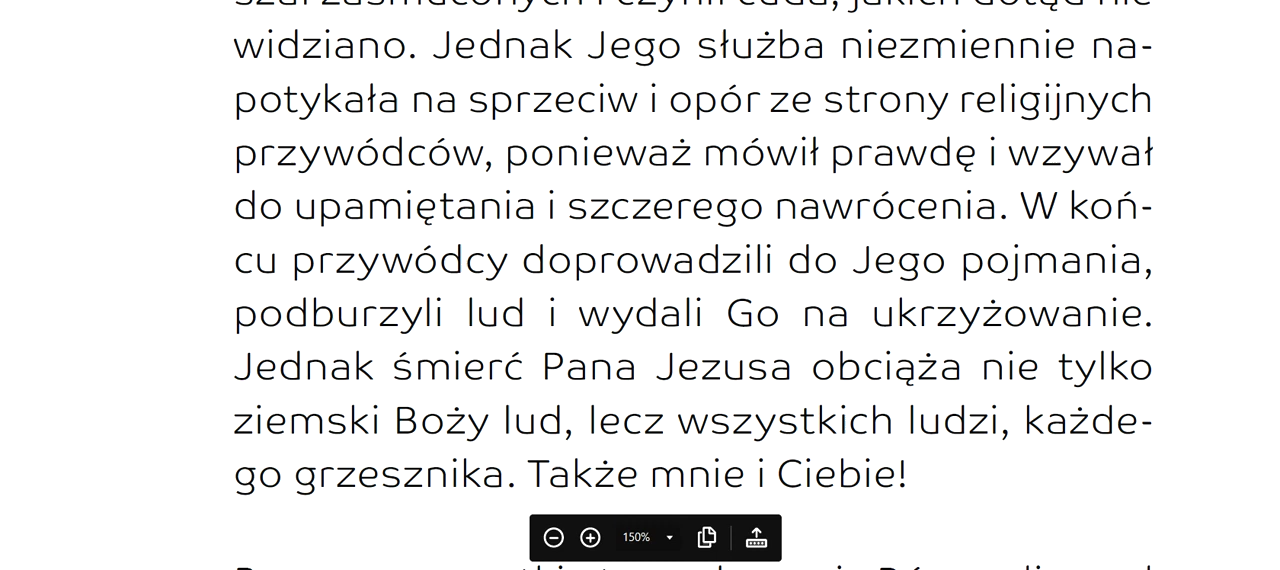 widziano. Jednak Jego służba niezmiennie na-
potykała na sprzeciw i opór ze strony religijnych
przywódców, ponieważ mówił prawdę i wzywał
do upamiętania i szczerego nawrócenia. W koń-
cu przywódcy doprowadzili do Jego pojmania,
podburzyli lud i wydali Go na ukrzyżowanie.
Jednak śmierć Pana Jezusa obciąża nie tylko
ziemski Boży lud, lecz wszystkich ludzi, każde-
go grzesznika. Także mnie i Ciebie!
150%